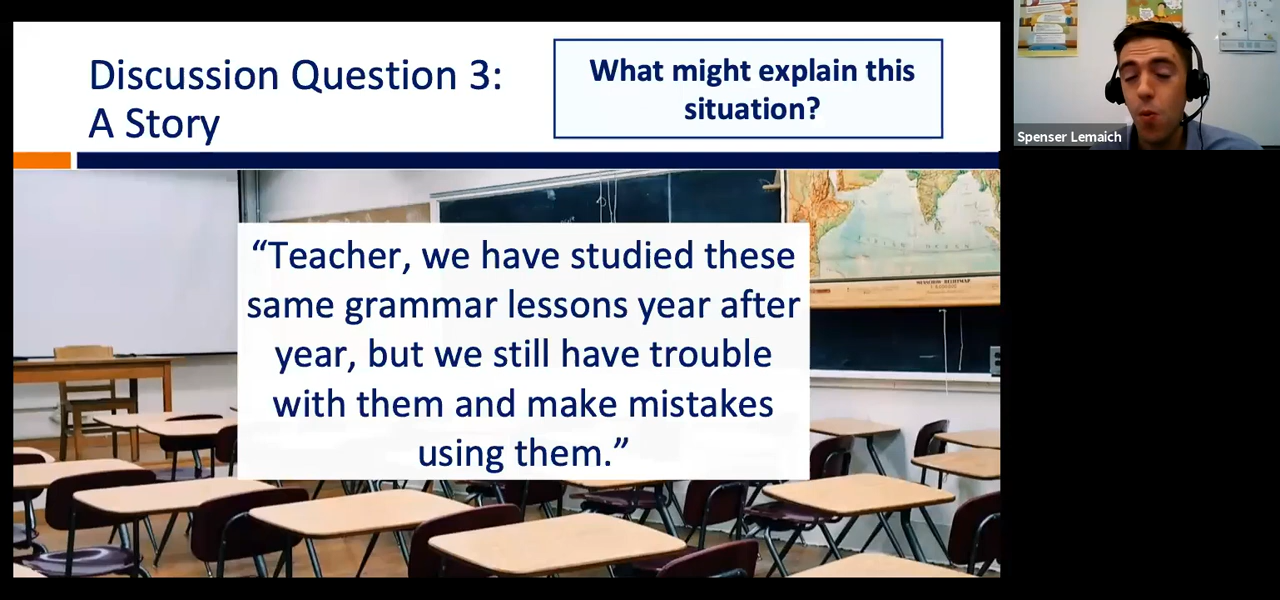 Discussion Question 3:
A Story
What might explain this
situation?
“Teacher, we have studied these
same grammar lessons year after
year, but we still have trouble
with them and make mistakes
using them.”
Spenser Lemaich